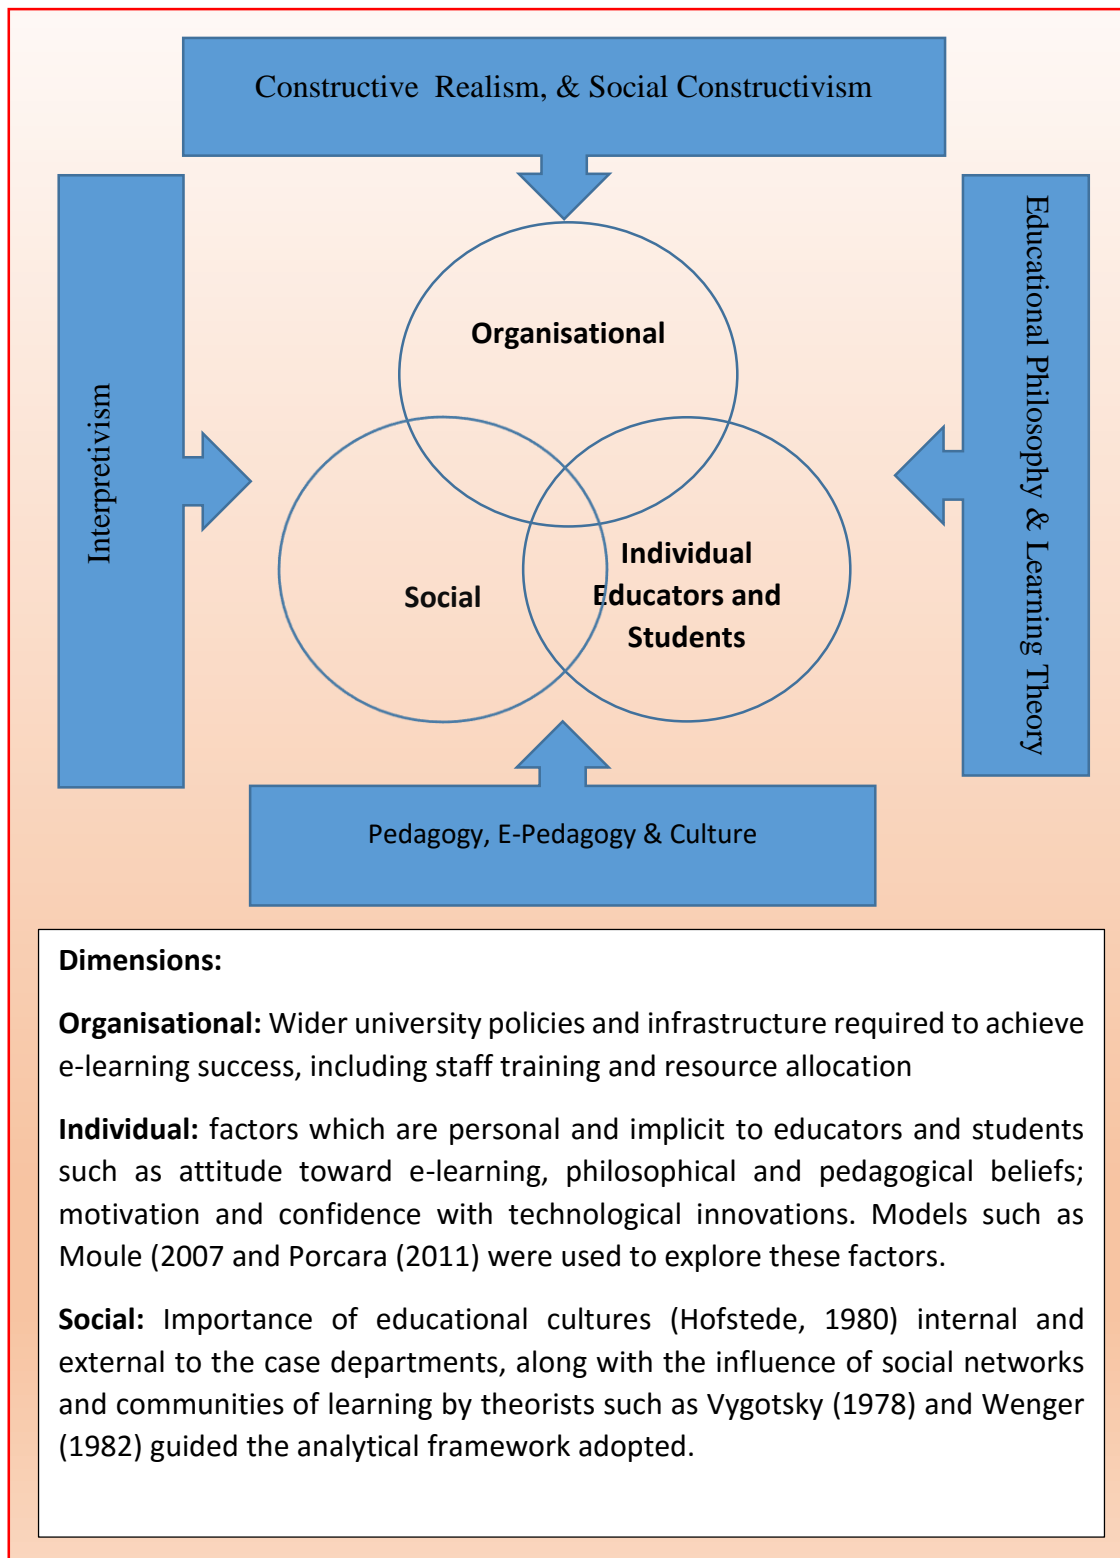 Constructive  Realism, & Social Constructivism
Interpretivism
Educational Philosophy & Learning Theory
Organisational
Social
Individual
Educators and
Students
Pedagogy, E-Pedagogy & Culture
Dimensions:
Organisational: Wider university policies and infrastructure required to achieve
e-learning success, including staff training and resource allocation
Individual: factors which are personal and implicit to educators and students
such as attitude toward e-learning, philosophical and pedagogical beliefs;
motivation and confidence with technological innovations. Models such as
Moule (2007 and Porcara (2011) were used to explore these factors.
Social: Importance of educational cultures (Hofstede, 1980) internal and
external to the case departments, along with the influence of social networks
and communities of learning by theorists such as Vygotsky (1978) and Wenger
(1982) guided the analytical framework adopted.